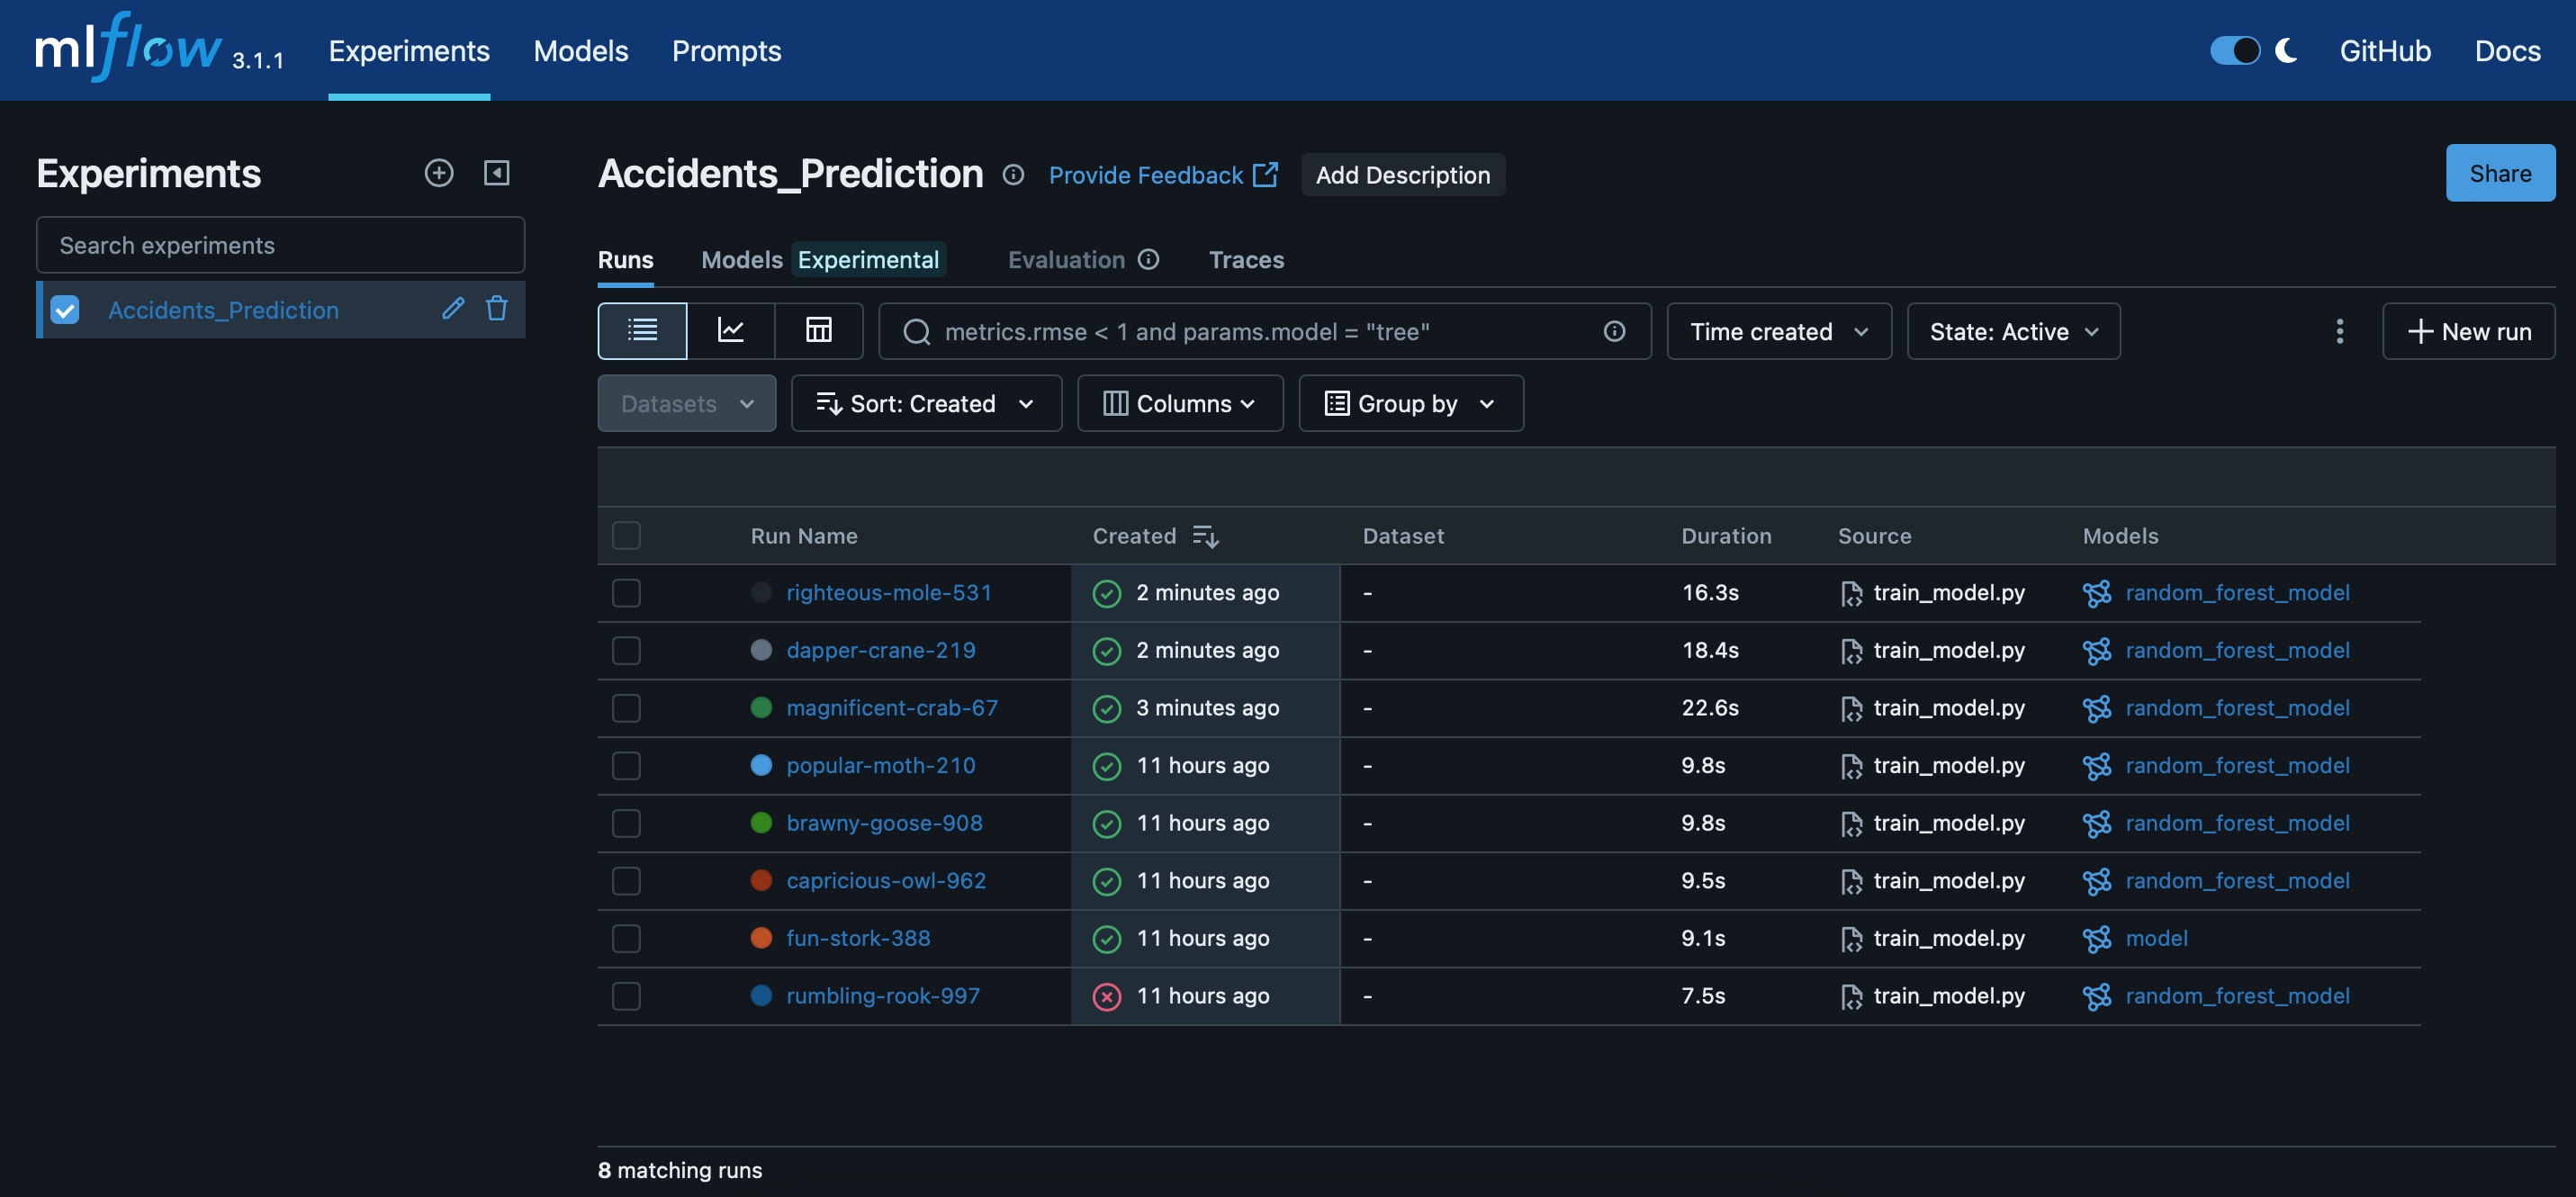 mlflow 3.1.1 Experiments Models Prompts GitHub Docs
Experiments
Search experiments
Accidents_Prediction
Accidents_Prediction Provide Feedback Add Description Share
Runs Models Experimental Evaluation Traces
metrics.rmse < 1 and params.model = "tree" Time created State: Active + New run
Datasets Sort: Created Columns Group by
Run Name Created Dataset Duration Source Models
righteous-mole-531 2 minutes ago - 16.3s train_model.py random_forest_model
dapper-crane-219 2 minutes ago - 18.4s train_model.py random_forest_model
magnificent-crab-67 3 minutes ago - 22.6s train_model.py random_forest_model
popular-moth-210 11 hours ago - 9.8s train_model.py random_forest_model
brawny-goose-908 11 hours ago - 9.8s train_model.py random_forest_model
capricious-owl-962 11 hours ago - 9.5s train_model.py random_forest_model
fun-stork-388 11 hours ago - 9.1s train_model.py model
rumbling-rook-997 11 hours ago - 7.5s train_model.py random_forest_model
8 matching runs